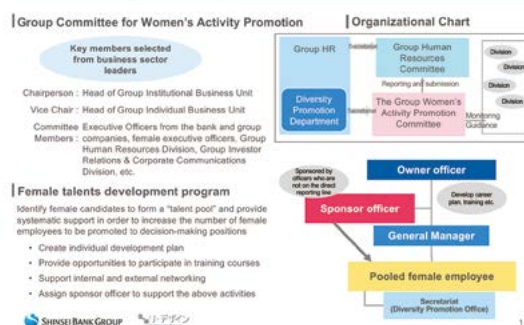 Group Committee for Women's Activity Promotion
Key members selected
from business sector
leaders
Chairperson : Head of Group Institutional Business Unit
Vice Chair : Head of Group Individual Business Unit
Committee Executive Officers from the bank and group
Members : companies, female executive officers, Group
Human Resources Division, Group Investor
Relations & Corporate Communications
Division, etc.
Female talents development program
Identify female candidates to form a "talent pool" and provide
systematic support in order to increase the number of female
employees to be promoted to decision-making positions
• Create individual development plan
• Provide opportunities to participate in training courses
• Support internal and external networking
• Assign sponsor officer to support the above activities
SHINSEI BANK GROUP
リ・デザイン
Organizational Chart
Group HR
Secretariat
Group Human
Resources
Committee
Division
Division
Division
Division
Reporting and submission
Diversity
Promotion
Department
Secretariat
The Group Women's
Activity Promotion
Committee
Monitoring
Guidance
Sponsored by
officers who are
not on the direct
reporting line
Owner officer
Develop career
plan, training etc.
Sponsor officer
General Manager
Pooled female employee
Secretariat
(Diversity Promotion Office)